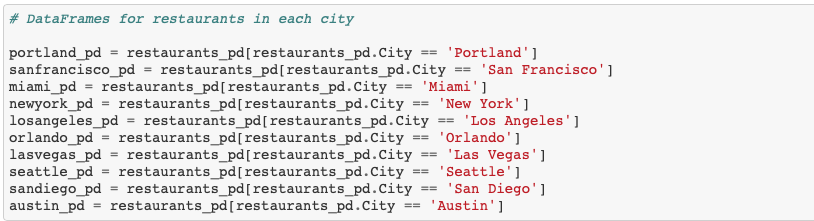 # DataFrames for restaurants in each city
portland_pd = restaurants_pd[restaurants_pd.City == 'Portland']
sanfrancisco_pd = restaurants_pd[restaurants_pd.City == 'San Francisco']
miami_pd = restaurants_pd[restaurants_pd.City == 'Miami']
newyork_pd = restaurants_pd[restaurants_pd.City == 'New York']
losangeles_pd = restaurants_pd[restaurants_pd.City == 'Los Angeles']
orlando_pd = restaurants_pd[restaurants_pd.City == 'Orlando']
lasvegas_pd = restaurants_pd[restaurants_pd.City == 'Las Vegas']
seattle_pd = restaurants_pd[restaurants_pd.City == 'Seattle']
sandiego_pd = restaurants_pd[restaurants_pd.City == 'San Diego']
austin_pd = restaurants_pd[restaurants_pd.City == 'Austin']